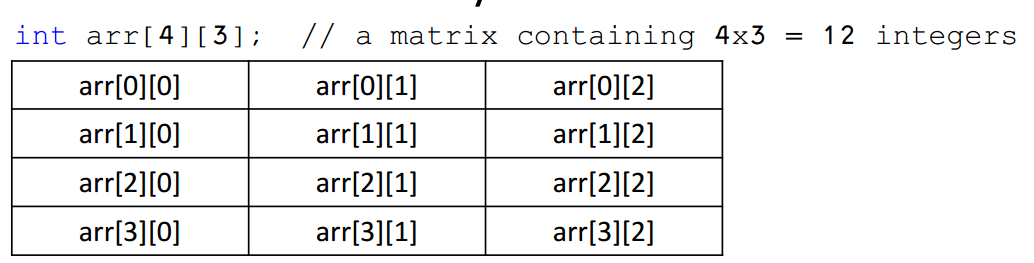 int arr[4][3];  // a matrix containing 4x3 = 12 integers
arr[0][0] arr[0][1] arr[0][2]
arr[1][0] arr[1][1] arr[1][2]
arr[2][0] arr[2][1] arr[2][2]
arr[3][0] arr[3][1] arr[3][2]